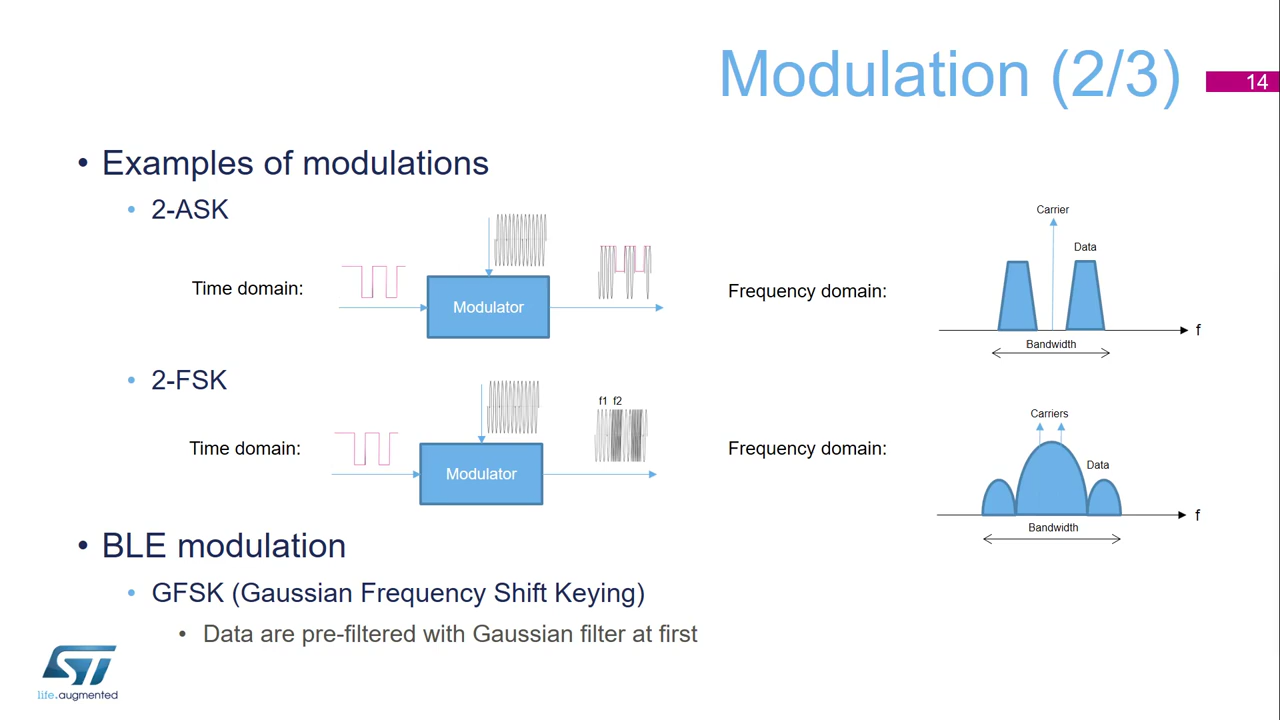 Modulation (2/3)
14
• Examples of modulations
• 2-ASK
Time domain:
Modulator
Frequency domain:
Carrier
Data
f
Bandwidth
• 2-FSK
Time domain:
Modulator
f1 f2
Frequency domain:
Carriers
Data
f
Bandwidth
• BLE modulation
• GFSK (Gaussian Frequency Shift Keying)
• Data are pre-filtered with Gaussian filter at first
ST
life.augmented